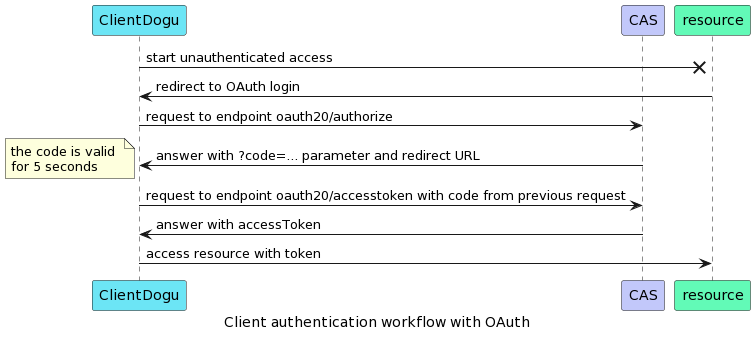 ClientDogu
CAS
resource
start unauthenticated access
redirect to OAuth login
request to endpoint oauth20/authorize
the code is valid
for 5 seconds
answer with ?code=... parameter and redirect URL
request to endpoint oauth20/accesstoken with code from previous request
answer with accessToken
access resource with token
ClientDogu
CAS
resource
Client authentication workflow with OAuth